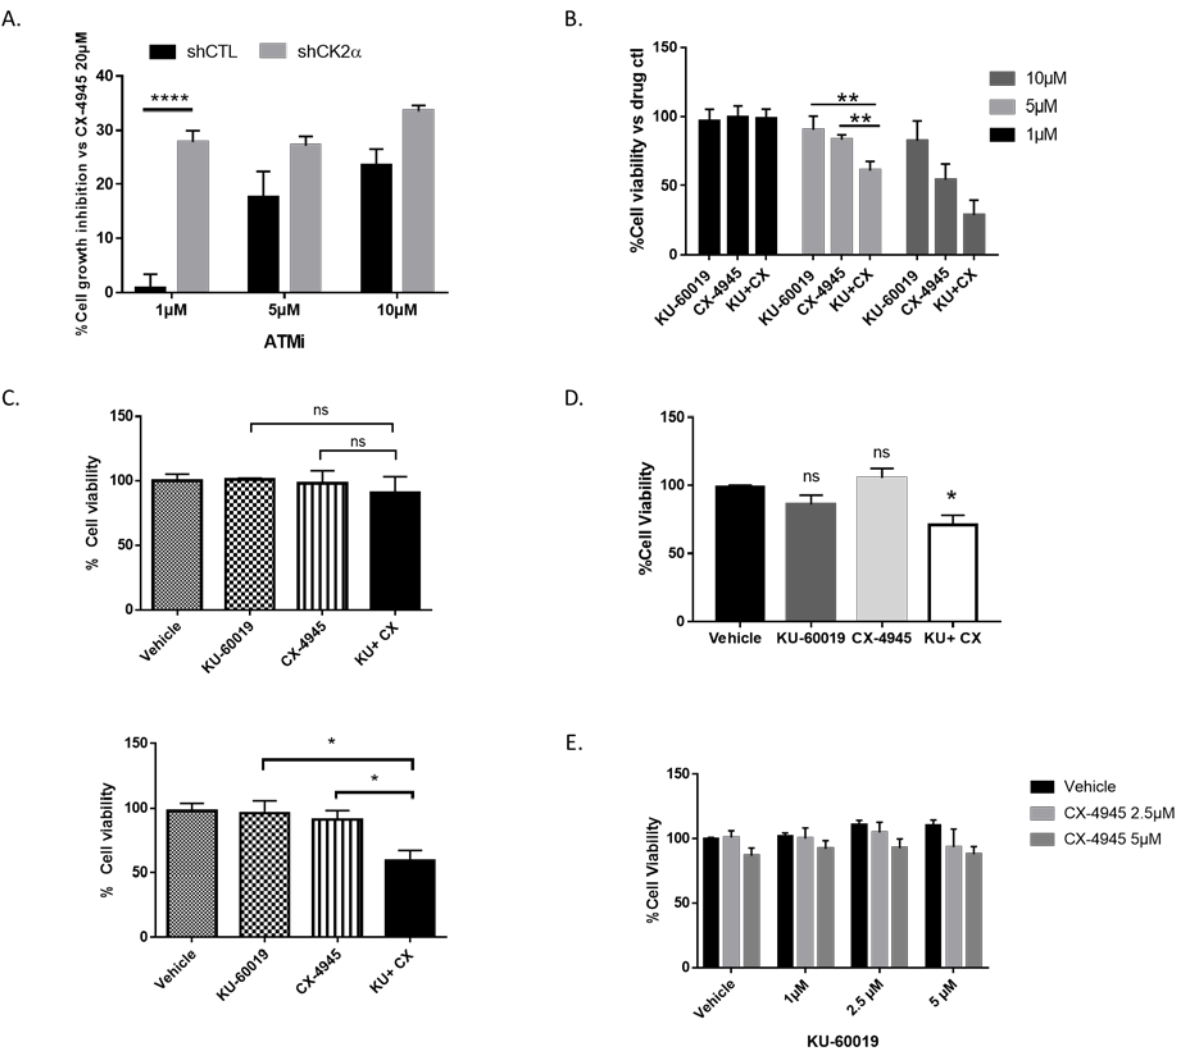 A.
shCTL shCK2α
%Cell growth inhibition vs CX-4945 20µM
40
30
20
10
0
****
1µM 5µM 10µM
ATMi
B.
%Cell viability vs drug ctl
150
100
50
0
**
**
10µM
5µM
1µM
KU-60019 CX-4945 KU+CX KU-60019 CX-4945 KU+CX KU-60019 CX-4945 KU+CX
C.
% Cell viability
150
100
50
0
ns
ns
Vehicle KU-60019 CX-4945 KU+ CX
% Cell viability
150
100
50
0
*
*
Vehicle KU-60019 CX-4945 KU+ CX
D.
%Cell Viability
150
100
50
0
ns
ns
*
Vehicle KU-60019 CX-4945 KU+ CX
E.
%Cell Viability
150
100
50
0
Vehicle
CX-4945 2.5µM
CX-4945 5µM
Vehicle 1µM 2.5 µM 5 µM
KU-60019